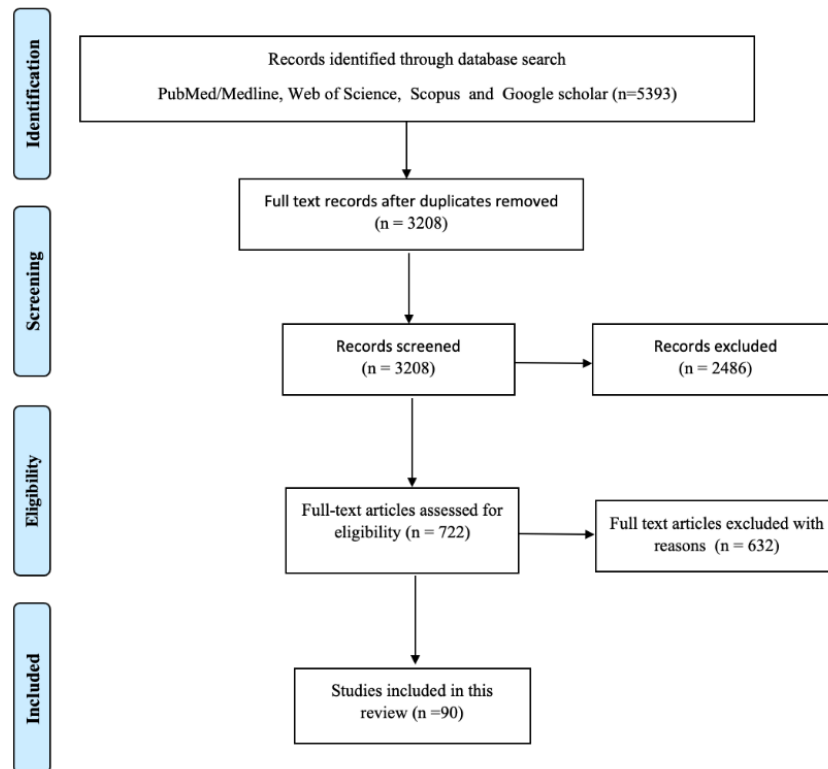 Identification
Records identified through database search
PubMed/Medline, Web of Science, Scopus and Google scholar (n=5393)
Full text records after duplicates removed
(n = 3208)
Screening
Records screened
(n = 3208)
Records excluded
(n = 2486)
Eligibility
Full-text articles assessed for
eligibility (n = 722)
Full text articles excluded with
reasons (n = 632)
Included
Studies included in this
review (n =90)